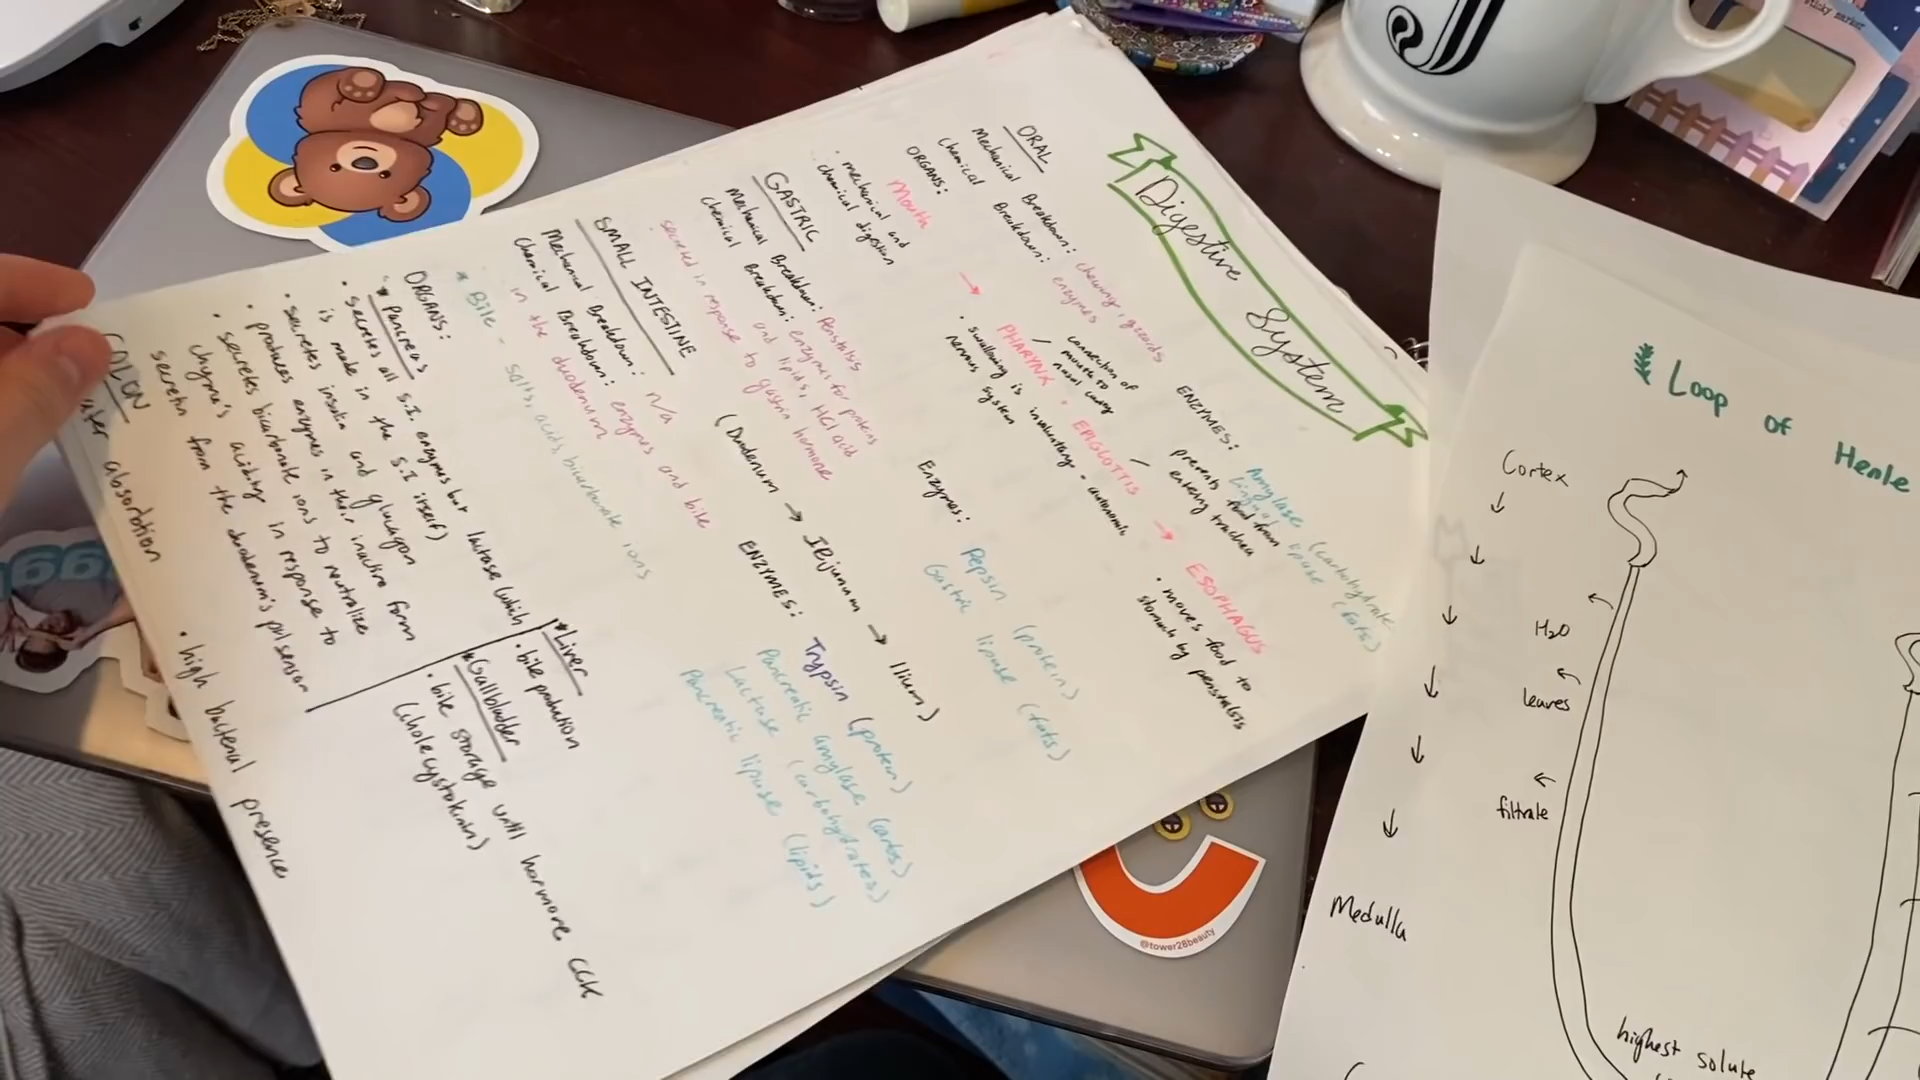 Digestive System
ORAL
Mechanical Breakdown: chewing, gizzards
Chemical Breakdown: enzymes
ENZYMES: Amylase (carbohydrate)
Lingual lipase (fats)
ORGANS:
Mouth
• mechanical and
chemical digestion
→ PHARYNX • EPIGLOTTIS → ESOPHAGUS
connection of
mouth to
nasal cavity
• swallowing is involuntary - autonomic
nervous system
prevents food from
entering trachea
• moves food to
stomach by peristalsis
GASTRIC
Mechanical Breakdown: Peristalsis
Chemical Breakdown: enzymes for proteins
and lipids, HCl acid
secreted in response to gastrin hormone
Enzymes: Pepsin (protein)
Gastric lipase (fats)
SMALL INTESTINE
(Duodenum → Jejunum → Ilium)
Mechanical Breakdown: n/a
Chemical Breakdown: enzymes and bile
in the duodenum
* Bile - salts, acids, bicarbonate ions
ENZYMES: Trypsin (protein)
Pancreatic amylase (carbs)
Lactase (carbohydrates)
Pancreatic lipase (lipids)
ORGANS:
* Pancreas
• secretes all S.I. enzymes but lactase (which
is made in the S.I itself)
• secretes insulin and glucagon
• produces enzymes in their inactive form
• secretes bicarbonate ions to neutralize
chyme's acidity in response to
secretin from the duodenum's
* Liver
• bile production
* Gallbladder
• bile storage until hormone CCK
(cholecystokinin)
COLON
water absorbtion
• high bacterial presence
Loop of Henle
Cortex
H₂O
leaves
filtrate
Medulla
highest solute
J
sticky marker
@tower28beauty